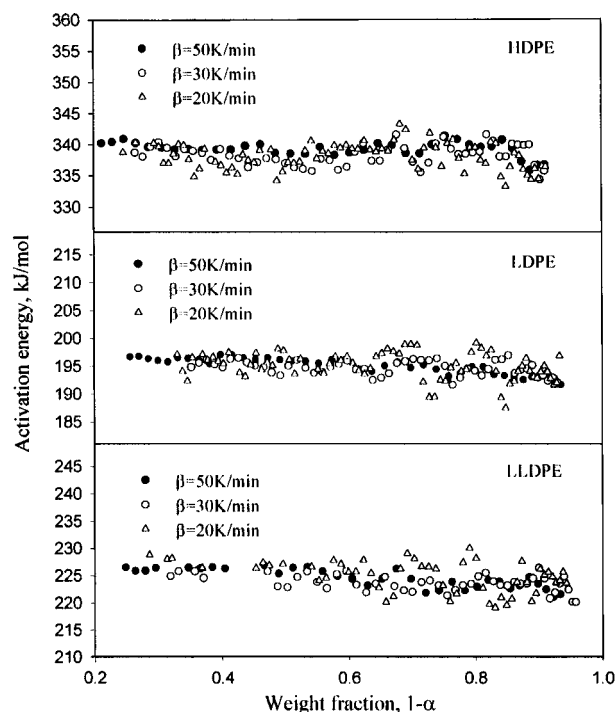 360
355
350
345
340
335
330
HDPE
β=50K/min
β=30K/min
β=20K/min
215
210
205
200
195
190
185
LDPE
β=50K/min
β=30K/min
β=20K/min
245
240
235
230
225
220
215
210
LLDPE
β=50K/min
β=30K/min
β=20K/min
Activation energy, kJ/mol
0.2 0.4 0.6 0.8 1.0
Weight fraction, 1-α